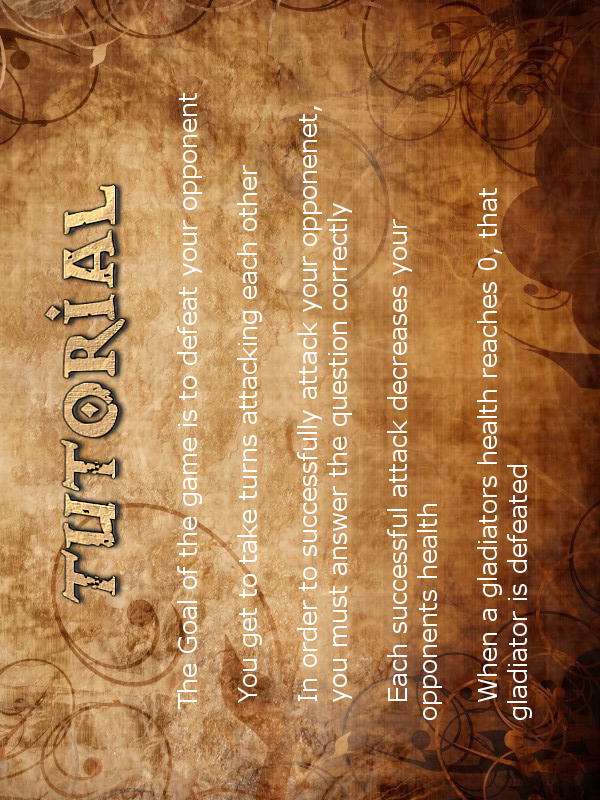 TUTORIAL
The Goal of the game is to defeat your opponent
You get to take turns attacking each other
In order to successfully attack your opponenet,
you must answer the question correctly
Each successful attack decreases your
opponents health
When a gladiators health reaches 0, that
gladiator is defeated